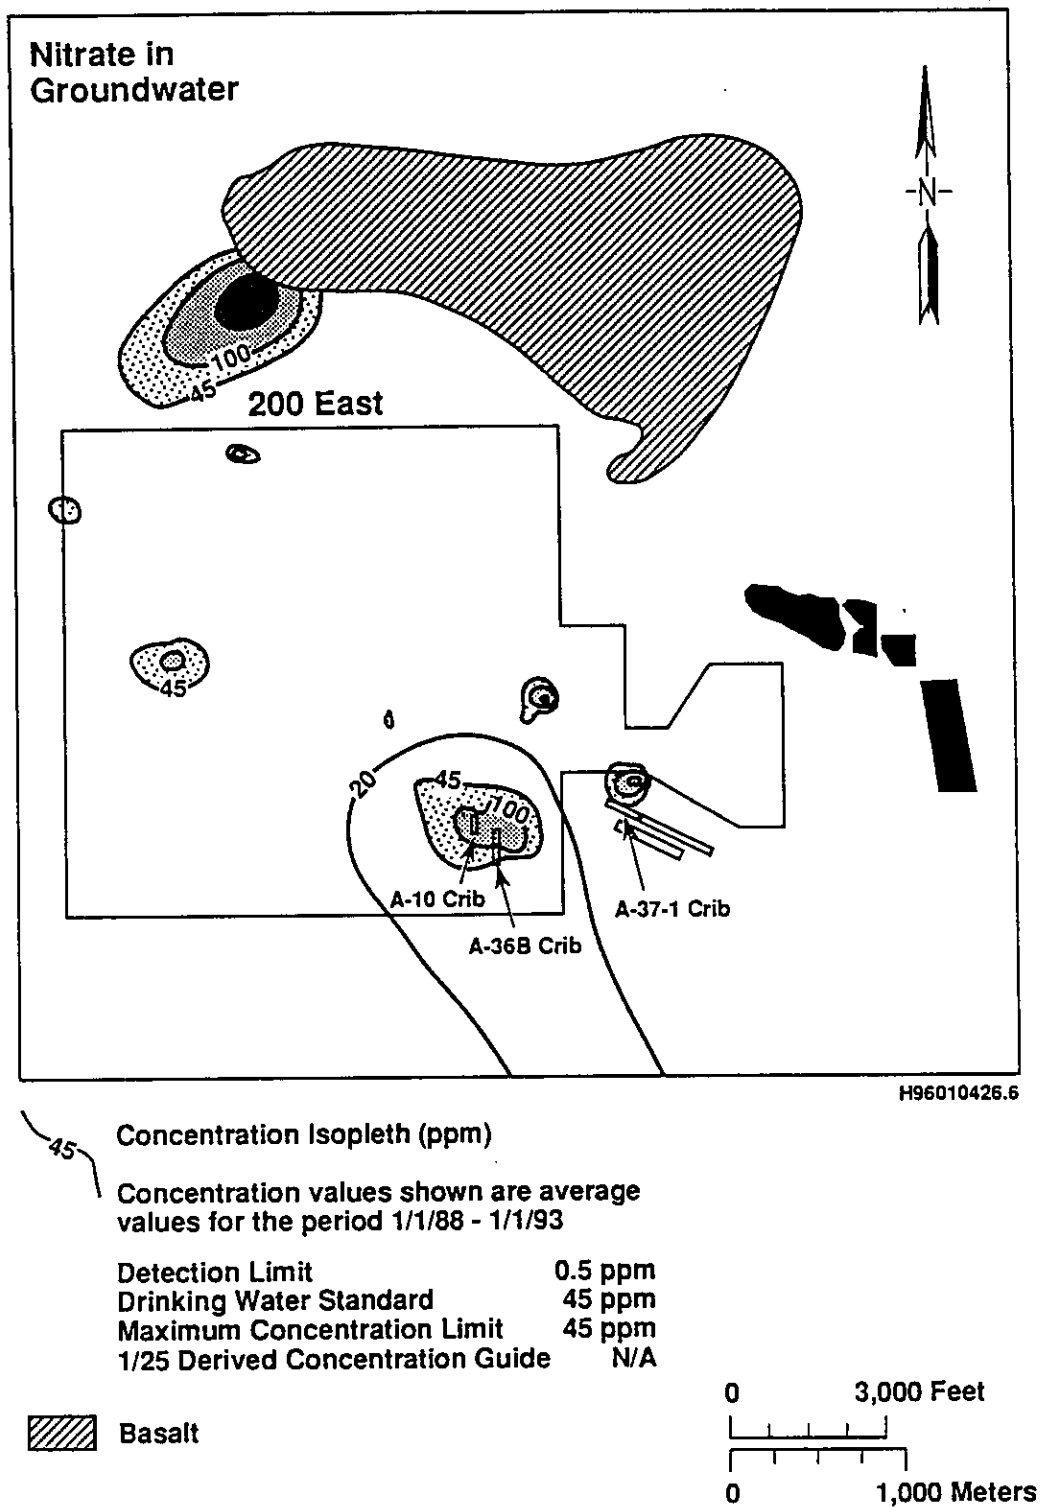 Nitrate in
Groundwater
-N-
100
45
200 East
45
20
45
100
A-10 Crib
A-37-1 Crib
A-36B Crib
H96010426.6
45
Concentration Isopleth (ppm)
Concentration values shown are average
values for the period 1/1/88 - 1/1/93
Detection Limit 0.5 ppm
Drinking Water Standard 45 ppm
Maximum Concentration Limit 45 ppm
1/25 Derived Concentration Guide N/A
Basalt
0 3,000 Feet
0 1,000 Meters